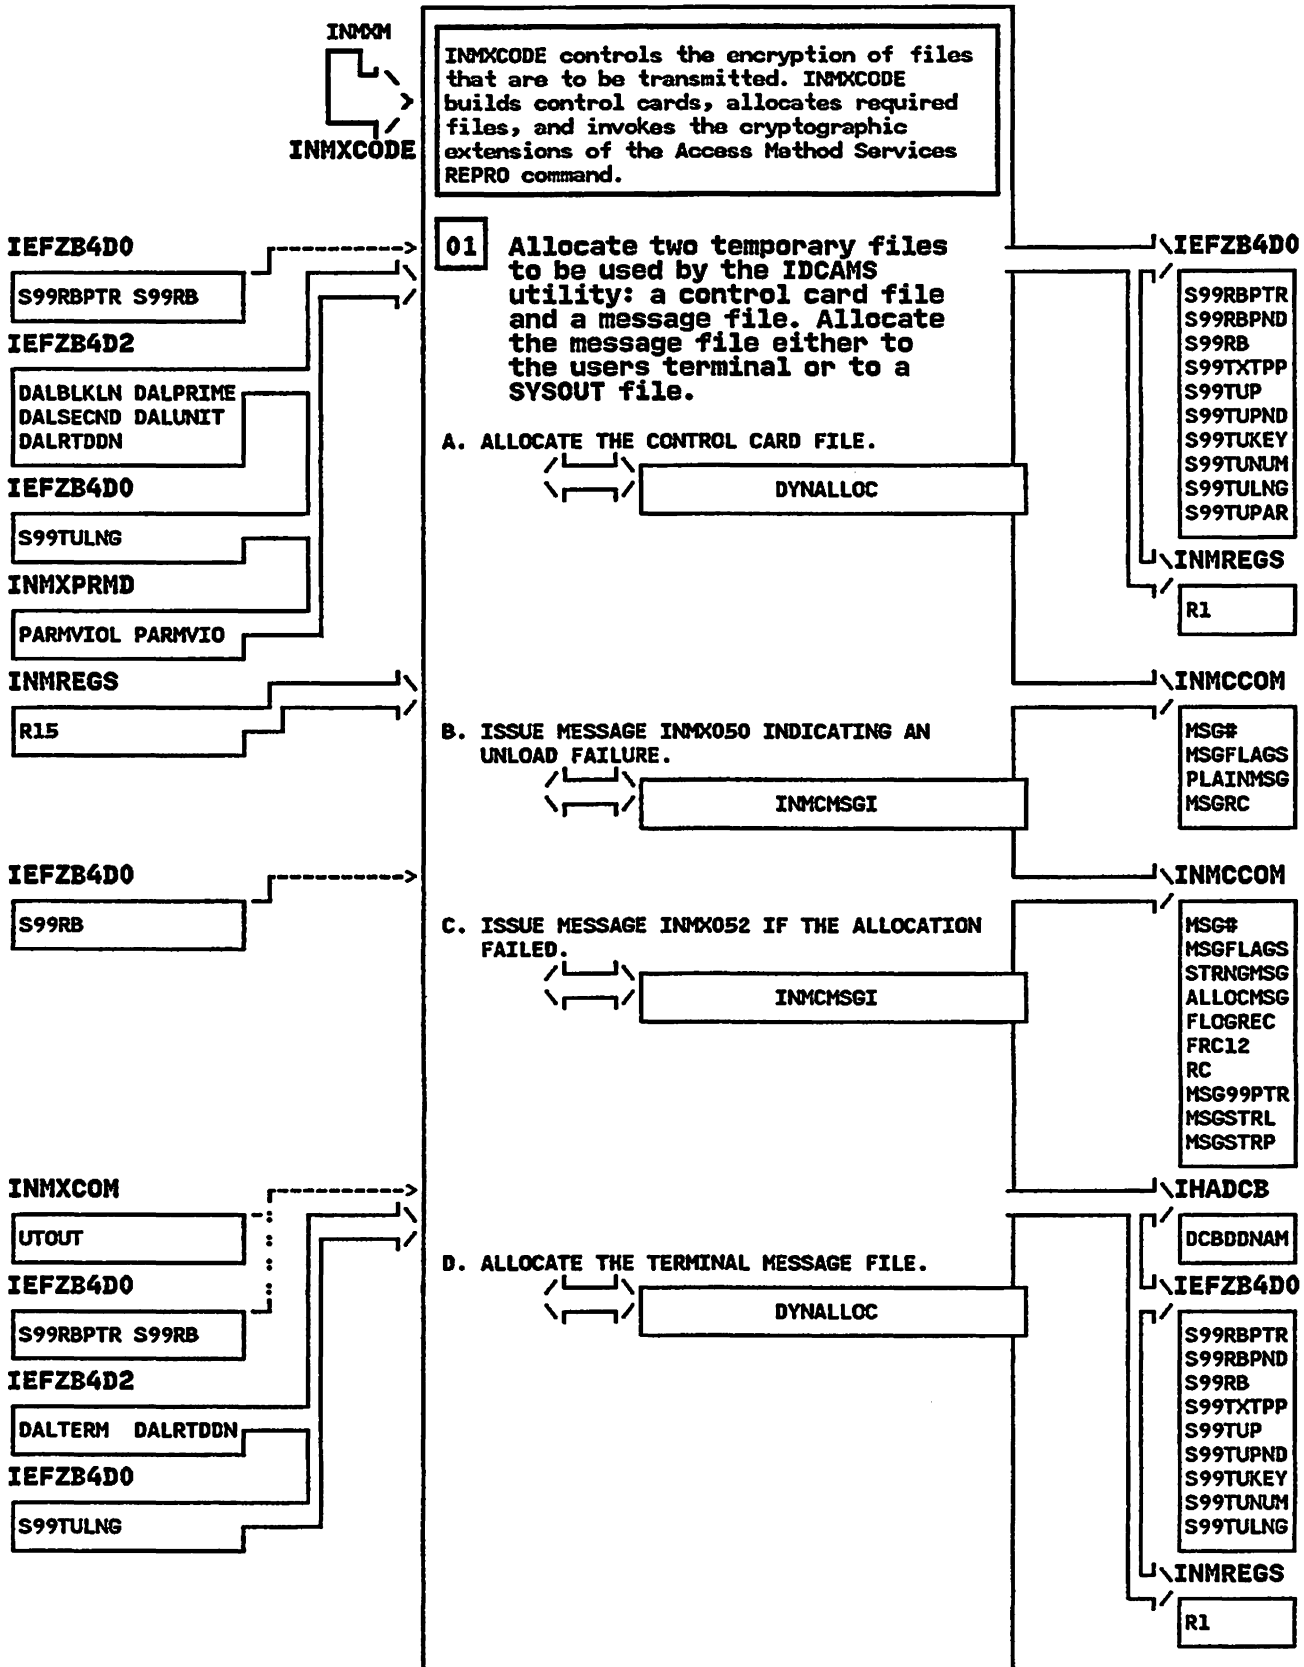 INMXM
INMXCODE
INMXCODE controls the encryption of files
that are to be transmitted. INMXCODE
builds control cards, allocates required
files, and invokes the cryptographic
extensions of the Access Method Services
REPRO command.
01
Allocate two temporary files
to be used by the IDCAMS
utility: a control card file
and a message file. Allocate
the message file either to
the users terminal or to a
SYSOUT file.
IEFZB4D0
S99RBPTR S99RB
IEFZB4D2
DALBLKLN DALPRIME
DALSECND DALUNIT
DALRTDDN
IEFZB4D0
S99TULNG
INMXPRMD
PARMVIOL PARMVIO
A. ALLOCATE THE CONTROL CARD FILE.
DYNALLOC
IEFZB4D0
S99RBPTR
S99RBPND
S99RB
S99TXTPP
S99TUP
S99TUPND
S99TUKEY
S99TUNUM
S99TULNG
S99TUPAR
INMREGS
R1
INMREGS
R15
B. ISSUE MESSAGE INMX050 INDICATING AN
UNLOAD FAILURE.
INMCMSGI
INMCCOM
MSG#
MSGFLAGS
PLAINMSG
MSGRC
IEFZB4D0
S99RB
C. ISSUE MESSAGE INMX052 IF THE ALLOCATION
FAILED.
INMCMSGI
INMCCOM
MSG#
MSGFLAGS
STRNGMSG
ALLOCMSG
FLOGREC
FRC12
RC
MSG99PTR
MSGSTRL
MSGSTRP
INMXCOM
UTOUT
IEFZB4D0
S99RBPTR S99RB
IEFZB4D2
DALTERM DALRTDDN
IEFZB4D0
S99TULNG
D. ALLOCATE THE TERMINAL MESSAGE FILE.
DYNALLOC
IHADCB
DCBDDNAM
IEFZB4D0
S99RBPTR
S99RBPND
S99RB
S99TXTPP
S99TUP
S99TUPND
S99TUKEY
S99TUNUM
S99TULNG
INMREGS
R1